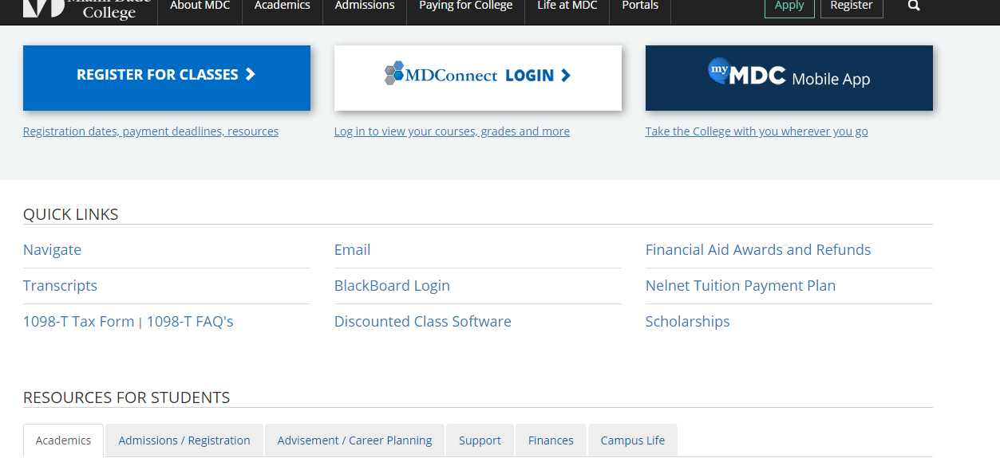 Miami Dade
College
About MDC
Academics
Admissions
Paying for College
Life at MDC
Portals
Apply
Register
REGISTER FOR CLASSES
MDConnect LOGIN
my MDC Mobile App
Registration dates, payment deadlines, resources
Log in to view your courses, grades and more
Take the College with you wherever you go
QUICK LINKS
Navigate
Email
Financial Aid Awards and Refunds
Transcripts
BlackBoard Login
Nelnet Tuition Payment Plan
1098-T Tax Form | 1098-T FAQ's
Discounted Class Software
Scholarships
RESOURCES FOR STUDENTS
Academics
Admissions / Registration
Advisement / Career Planning
Support
Finances
Campus Life